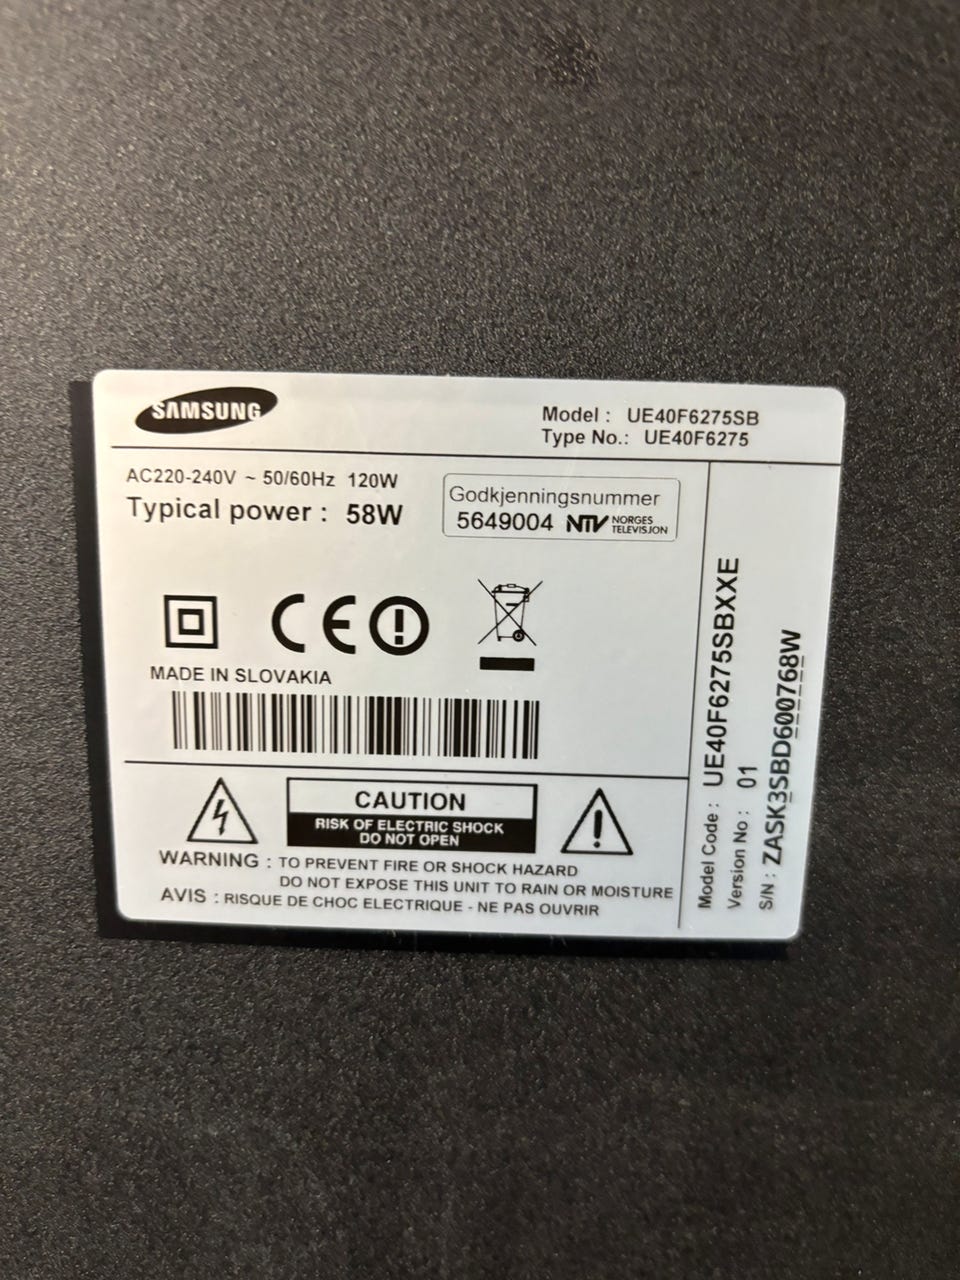 SAMSUNG
Model : UE40F6275SB
Type No.: UE40F6275
AC220-240V ~ 50/60Hz 120W
Typical power : 58W
Godkjenningsnummer
5649004 NTV NORGES TELEVISJON
CE
MADE IN SLOVAKIA
CAUTION
RISK OF ELECTRIC SHOCK
DO NOT OPEN
WARNING : TO PREVENT FIRE OR SHOCK HAZARD
DO NOT EXPOSE THIS UNIT TO RAIN OR MOISTURE
AVIS : RISQUE DE CHOC ELECTRIQUE - NE PAS OUVRIR
Model Code : UE40F6275SBXXE
Version No : 01
S/N : ZASK3SBD600768W